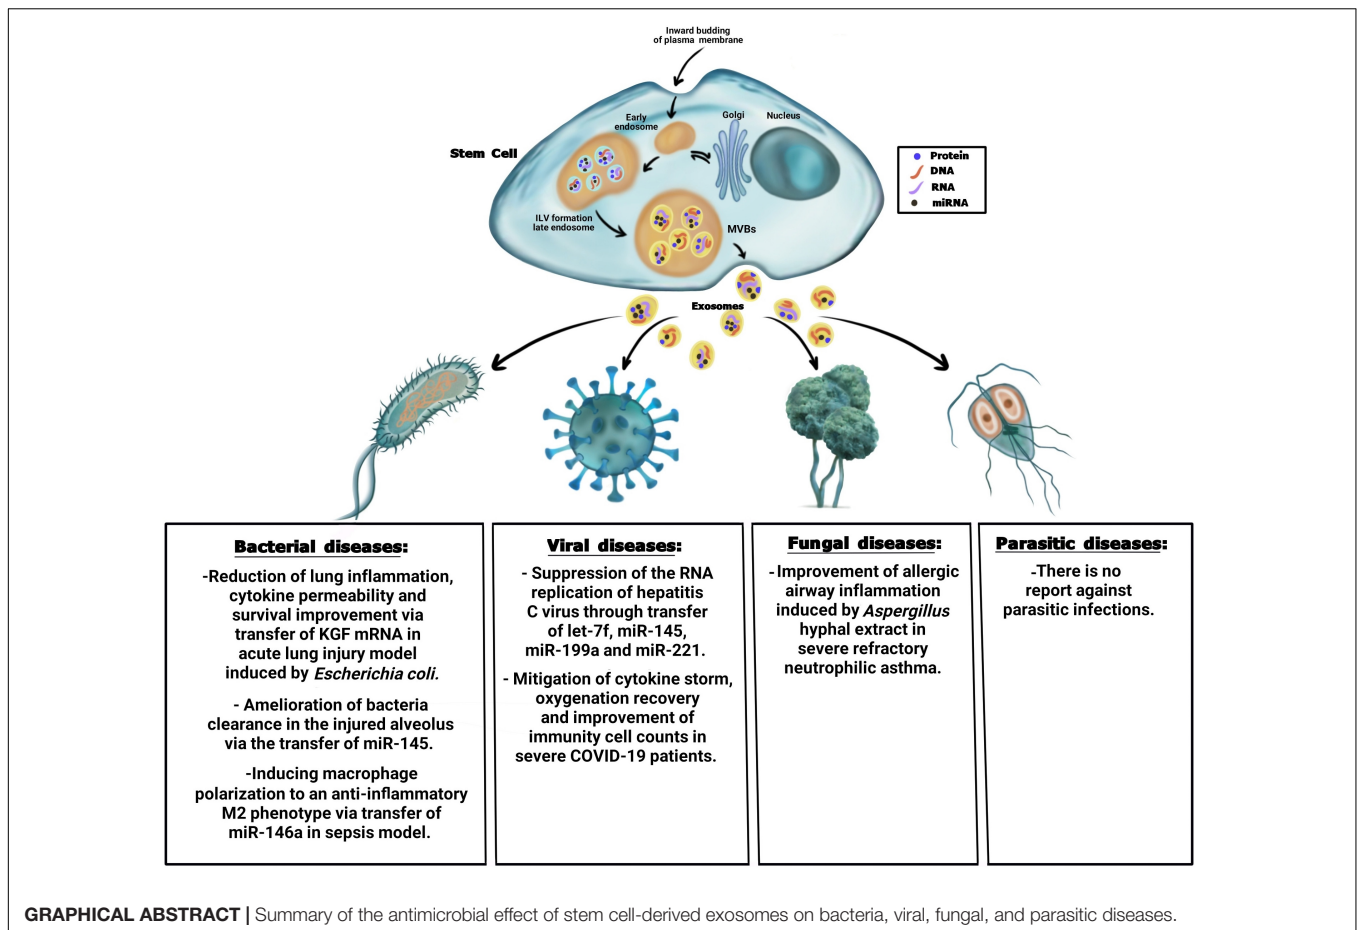 Inward budding
of plasma membrane
Early
endosome
Golgi
Nucleus
Stem Cell
Protein
DNA
RNA
miRNA
ILV formation
late endosome
MVBs
Exosomes
Bacterial diseases:
-Reduction of lung inflammation,
cytokine permeability and
survival improvement via
transfer of KGF mRNA in
acute lung injury model
induced by Escherichia coli.
- Amelioration of bacteria
clearance in the injured alveolus
via the transfer of miR-145.
-Inducing macrophage
polarization to an anti-inflammatory
M2 phenotype via transfer of
miR-146a in sepsis model.
Viral diseases:
- Suppression of the RNA
replication of hepatitis
C virus through transfer
of let-7f, miR-145,
miR-199a and miR-221.
- Mitigation of cytokine storm,
oxygenation recovery
and improvement of
immunity cell counts in
severe COVID-19 patients.
Fungal diseases:
-Improvement of allergic
airway inflammation
induced by Aspergillus
hyphal extract in
severe refractory
neutrophilic asthma.
Parasitic diseases:
-There is no
report against
parasitic infections.
GRAPHICAL ABSTRACT | Summary of the antimicrobial effect of stem cell-derived exosomes on bacteria, viral, fungal, and parasitic diseases.